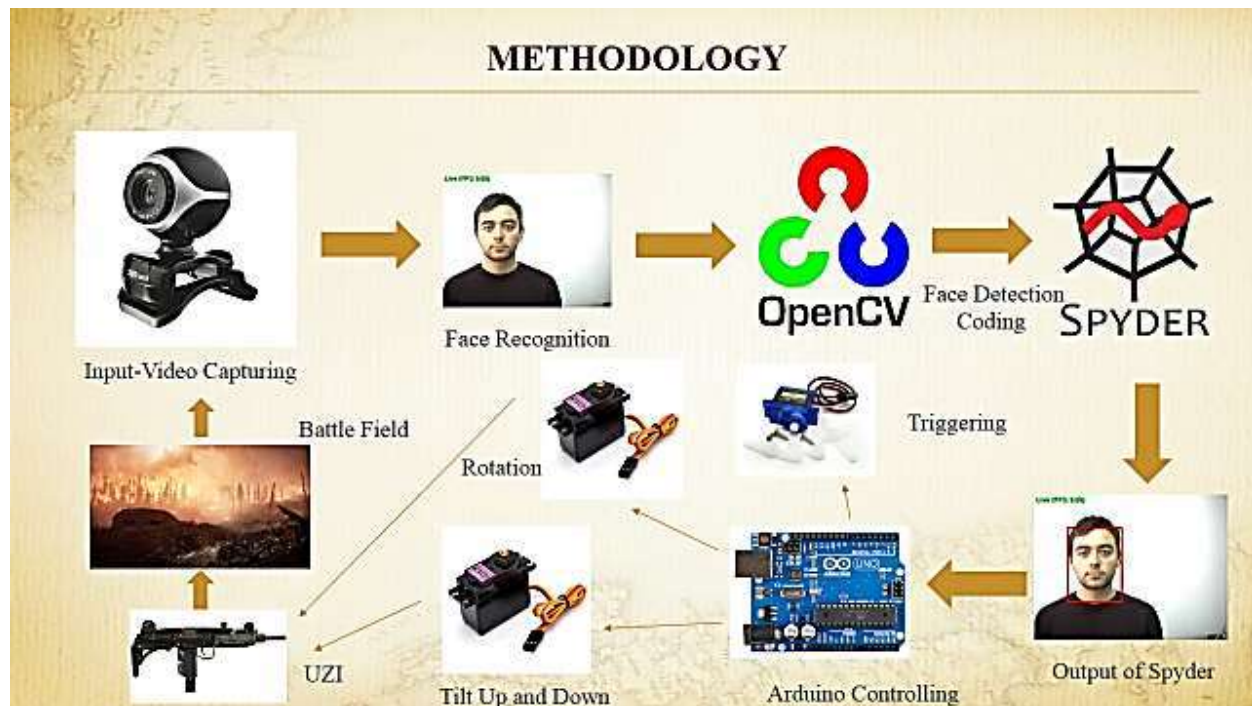 METHODOLOGY
OpenCV
Face Detection
Coding
SPYDER
Face Recognition
Input-Video Capturing
Battle Field
Rotation
Triggering
UZI
Tilt Up and Down
Arduino Controlling
Output of Spyder
UNO